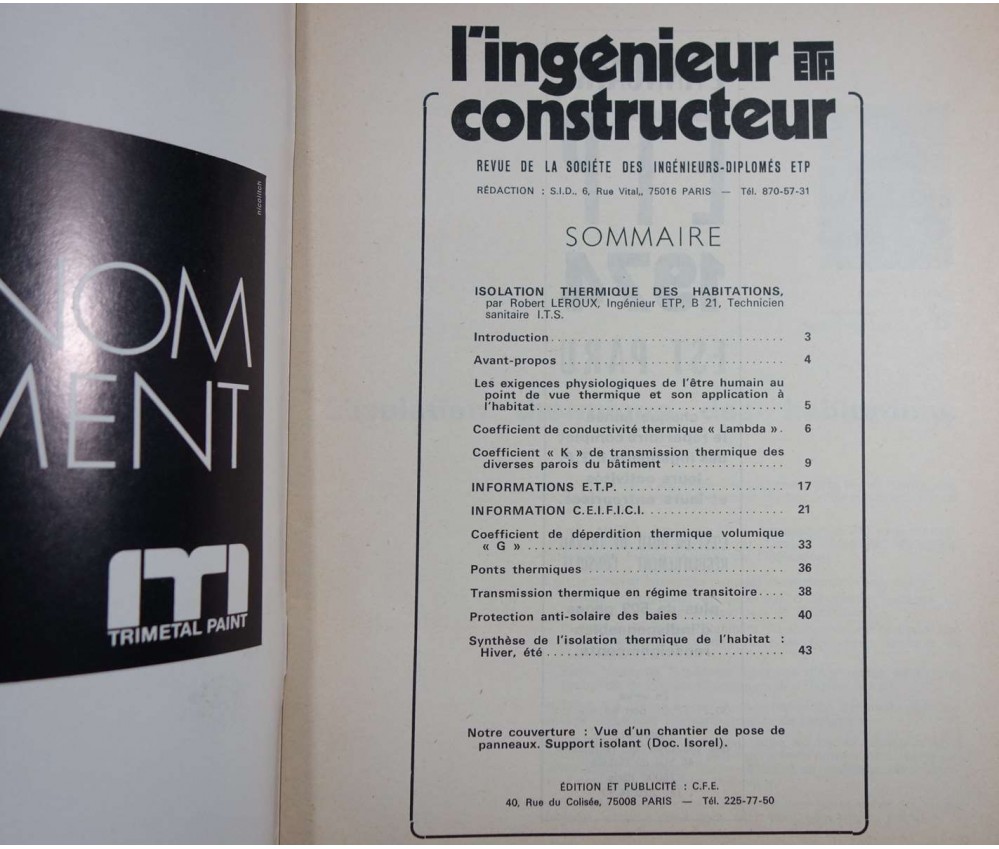 nicolitch
NOM
MENT
TRIMETAL PAINT
l'ingénieur ETP.
constructeur
REVUE DE LA SOCIÉTE DES INGÉNIEURS-DIPLOMÉS ETP
RÉDACTION : S.I.D., 6, Rue Vital,, 75016 PARIS — Tél. 870-57-31
SOMMAIRE
ISOLATION THERMIQUE DES HABITATIONS,
par Robert LEROUX, Ingénieur ETP, B 21, Technicien
sanitaire I.T.S.
Introduction . . . . . . . . . . . . . . . . . . . . 3
Avant-propos . . . . . . . . . . . . . . . . . . . . 4
Les exigences physiologiques de l'être humain au
point de vue thermique et son application à
l'habitat . . . . . . . . . . . . . . . . . . . . 5
Coefficient de conductivité thermique « Lambda » . 6
Coefficient « K » de transmission thermique des
diverses parois du bâtiment . . . . . . . . . . 9
INFORMATIONS E.T.P. . . . . . . . . . . . . . . . 17
INFORMATION C.E.I.F.I.C.I. . . . . . . . . . . . . 21
Coefficient de déperdition thermique volumique
« G » . . . . . . . . . . . . . . . . . . . . 33
Ponts thermiques . . . . . . . . . . . . . . . . 36
Transmission thermique en régime transitoire . . . . 38
Protection anti-solaire des baies . . . . . . . . . . 40
Synthèse de l'isolation thermique de l'habitat :
Hiver, été . . . . . . . . . . . . . . . . . . . . 43
Notre couverture : Vue d'un chantier de pose de
panneaux. Support isolant (Doc. Isorel).
ÉDITION ET PUBLICITÉ : C.F.E.
40, Rue du Colisée, 75008 PARIS — Tél. 225-77-50